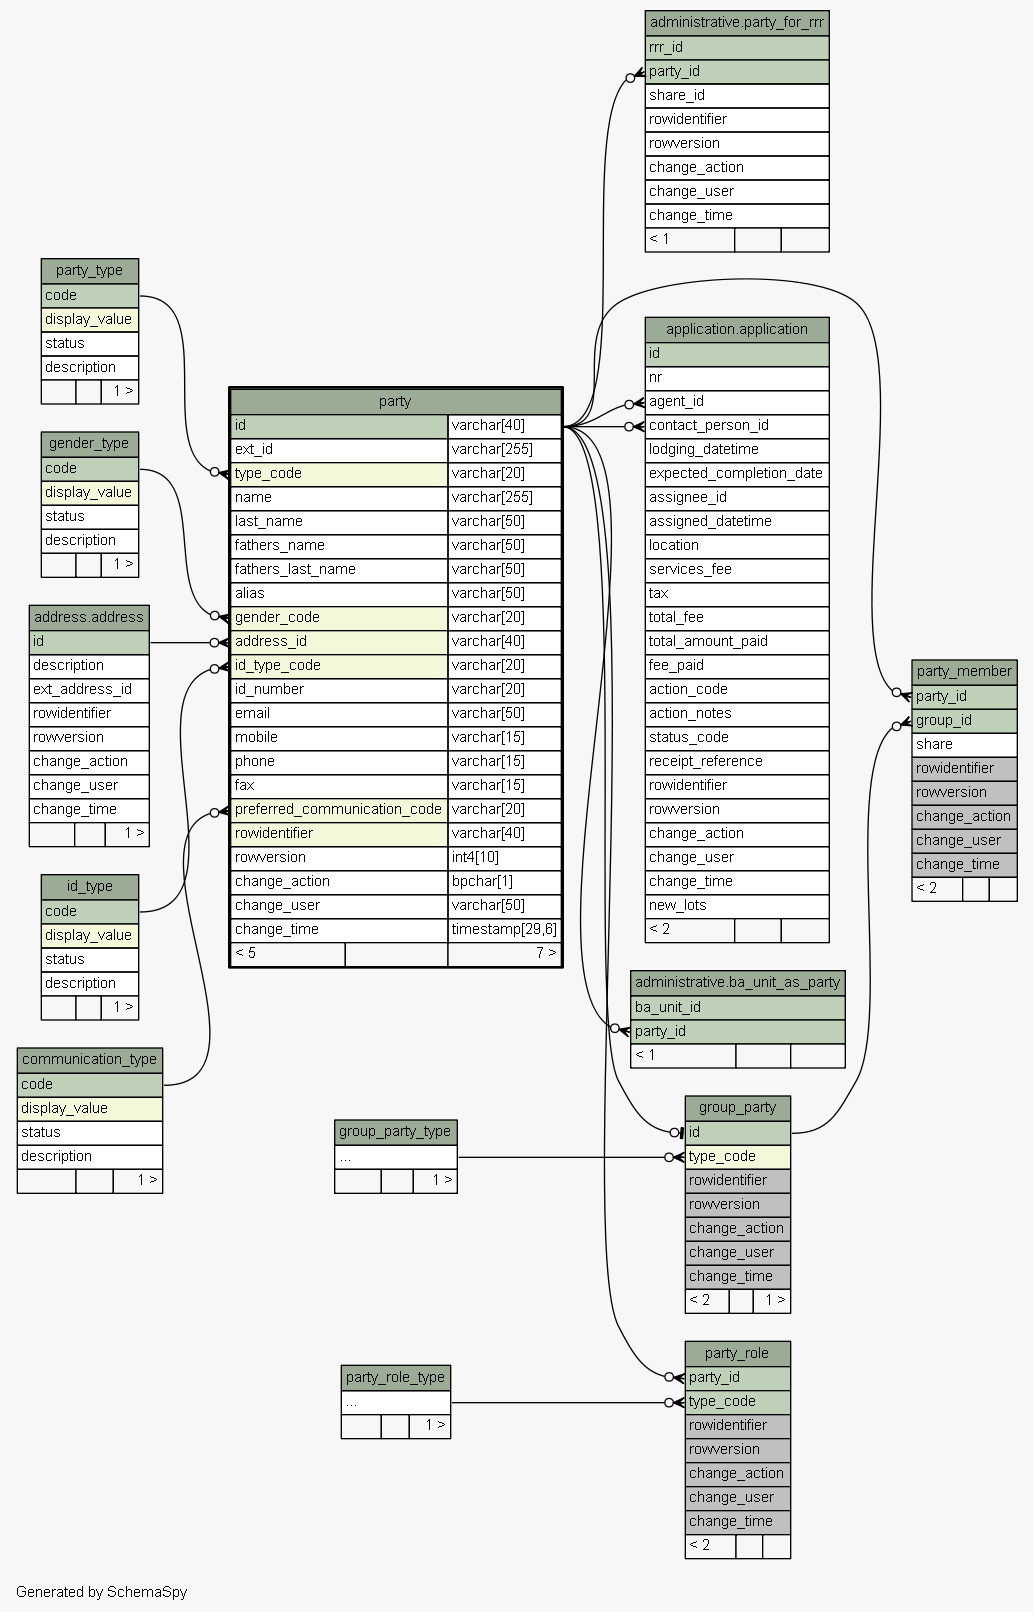 administrative.party_for_rrr
rrr_id
party_id
share_id
rowidentifier
rowversion
change_action
change_user
change_time
< 1
party_type
code
display_value
status
description
1 >
gender_type
code
display_value
status
description
1 >
address.address
id
description
ext_address_id
rowidentifier
rowversion
change_action
change_user
change_time
1 >
id_type
code
display_value
status
description
1 >
communication_type
code
display_value
status
description
1 >
party
id varchar[40]
ext_id varchar[255]
type_code varchar[20]
name varchar[255]
last_name varchar[50]
fathers_name varchar[50]
fathers_last_name varchar[50]
alias varchar[50]
gender_code varchar[20]
address_id varchar[40]
id_type_code varchar[20]
id_number varchar[20]
email varchar[50]
mobile varchar[15]
phone varchar[15]
fax varchar[15]
preferred_communication_code varchar[20]
rowidentifier varchar[40]
rowversion int4[10]
change_action bpchar[1]
change_user varchar[50]
change_time timestamp[29,6]
< 5 7 >
application.application
id
nr
agent_id
contact_person_id
lodging_datetime
expected_completion_date
assignee_id
assigned_datetime
location
services_fee
tax
total_fee
total_amount_paid
fee_paid
action_code
action_notes
status_code
receipt_reference
rowidentifier
rowversion
change_action
change_user
change_time
new_lots
< 2
party_member
party_id
group_id
share
rowidentifier
rowversion
change_action
change_user
change_time
< 2
administrative.ba_unit_as_party
ba_unit_id
party_id
< 1
group_party_type
...
1 >
group_party
id
type_code
rowidentifier
rowversion
change_action
change_user
change_time
< 2 1 >
party_role_type
...
1 >
party_role
party_id
type_code
rowidentifier
rowversion
change_action
change_user
change_time
< 2
Generated by SchemaSpy